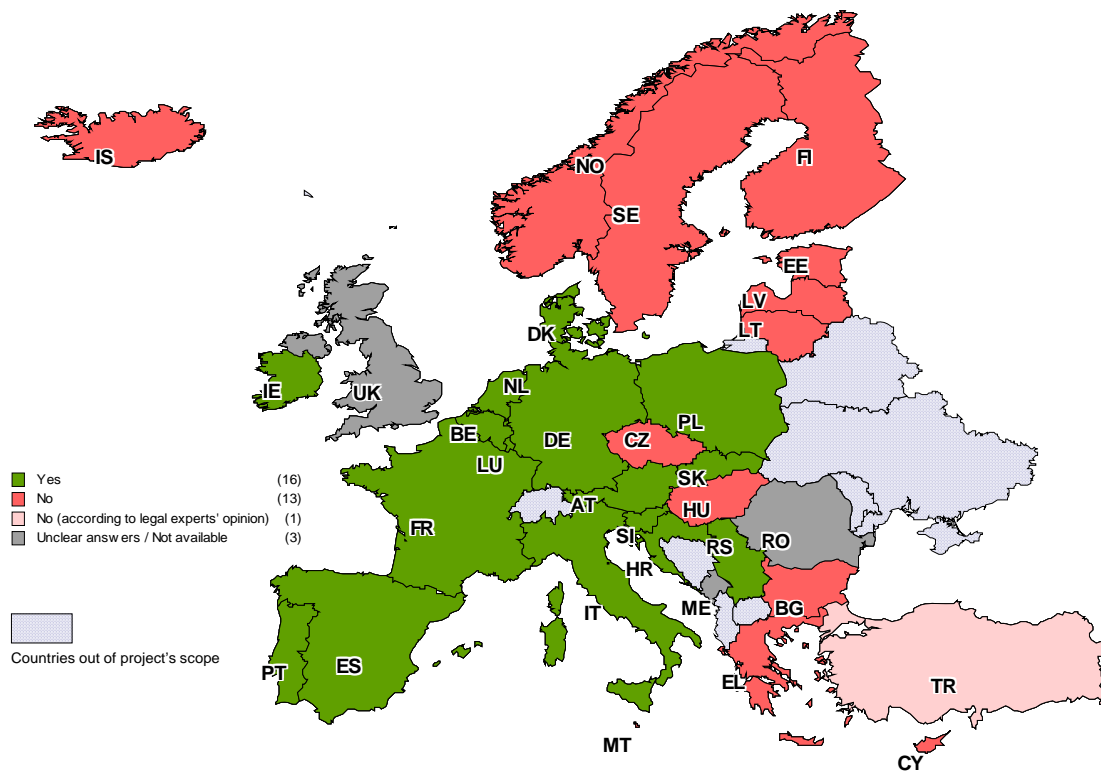 IS
NO
FI
SE
EE
LV
LT
DK
IE
UK
NL
BE
DE
PL
CZ
LU
SK
AT
HU
FR
SI
RS
RO
HR
IT
ME
BG
PT
ES
EL
TR
MT
CY
Yes (16)
No (13)
No (according to legal experts' opinion) (1)
Unclear answers / Not available (3)
Countries out of project's scope